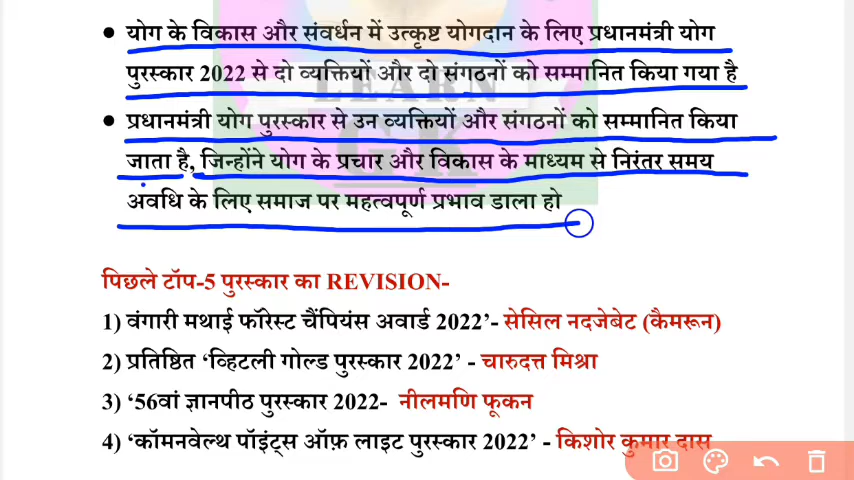 • योग के विकास और संवर्धन में उत्कृष्ट योगदान के लिए प्रधानमंत्री योग
पुरस्कार 2022 से दो व्यक्तियों और दो संगठनों को सम्मानित किया गया है
LEARN
• प्रधानमंत्री योग पुरस्कार से उन व्यक्तियों और संगठनों को सम्मानित किया
जाता है, जिन्होंने योग के प्रचार और विकास के माध्यम से निरंतर समय
GK
अवधि के लिए समाज पर महत्वपूर्ण प्रभाव डाला हो
पिछले टॉप-5 पुरस्कार का REVISION-
1) वंगारी मथाई फॉरेस्ट चैंपियंस अवार्ड 2022’- सेसिल नदजेबेट (कैमरून)
2) प्रतिष्ठित ‘व्हिटली गोल्ड पुरस्कार 2022’ - चारुदत्त मिश्रा
3) ‘56वां ज्ञानपीठ पुरस्कार 2022- नीलमणि फूकन
4) ‘कॉमनवेल्थ पॉइंट्स ऑफ़ लाइट पुरस्कार 2022’ - किशोर कुमार दास